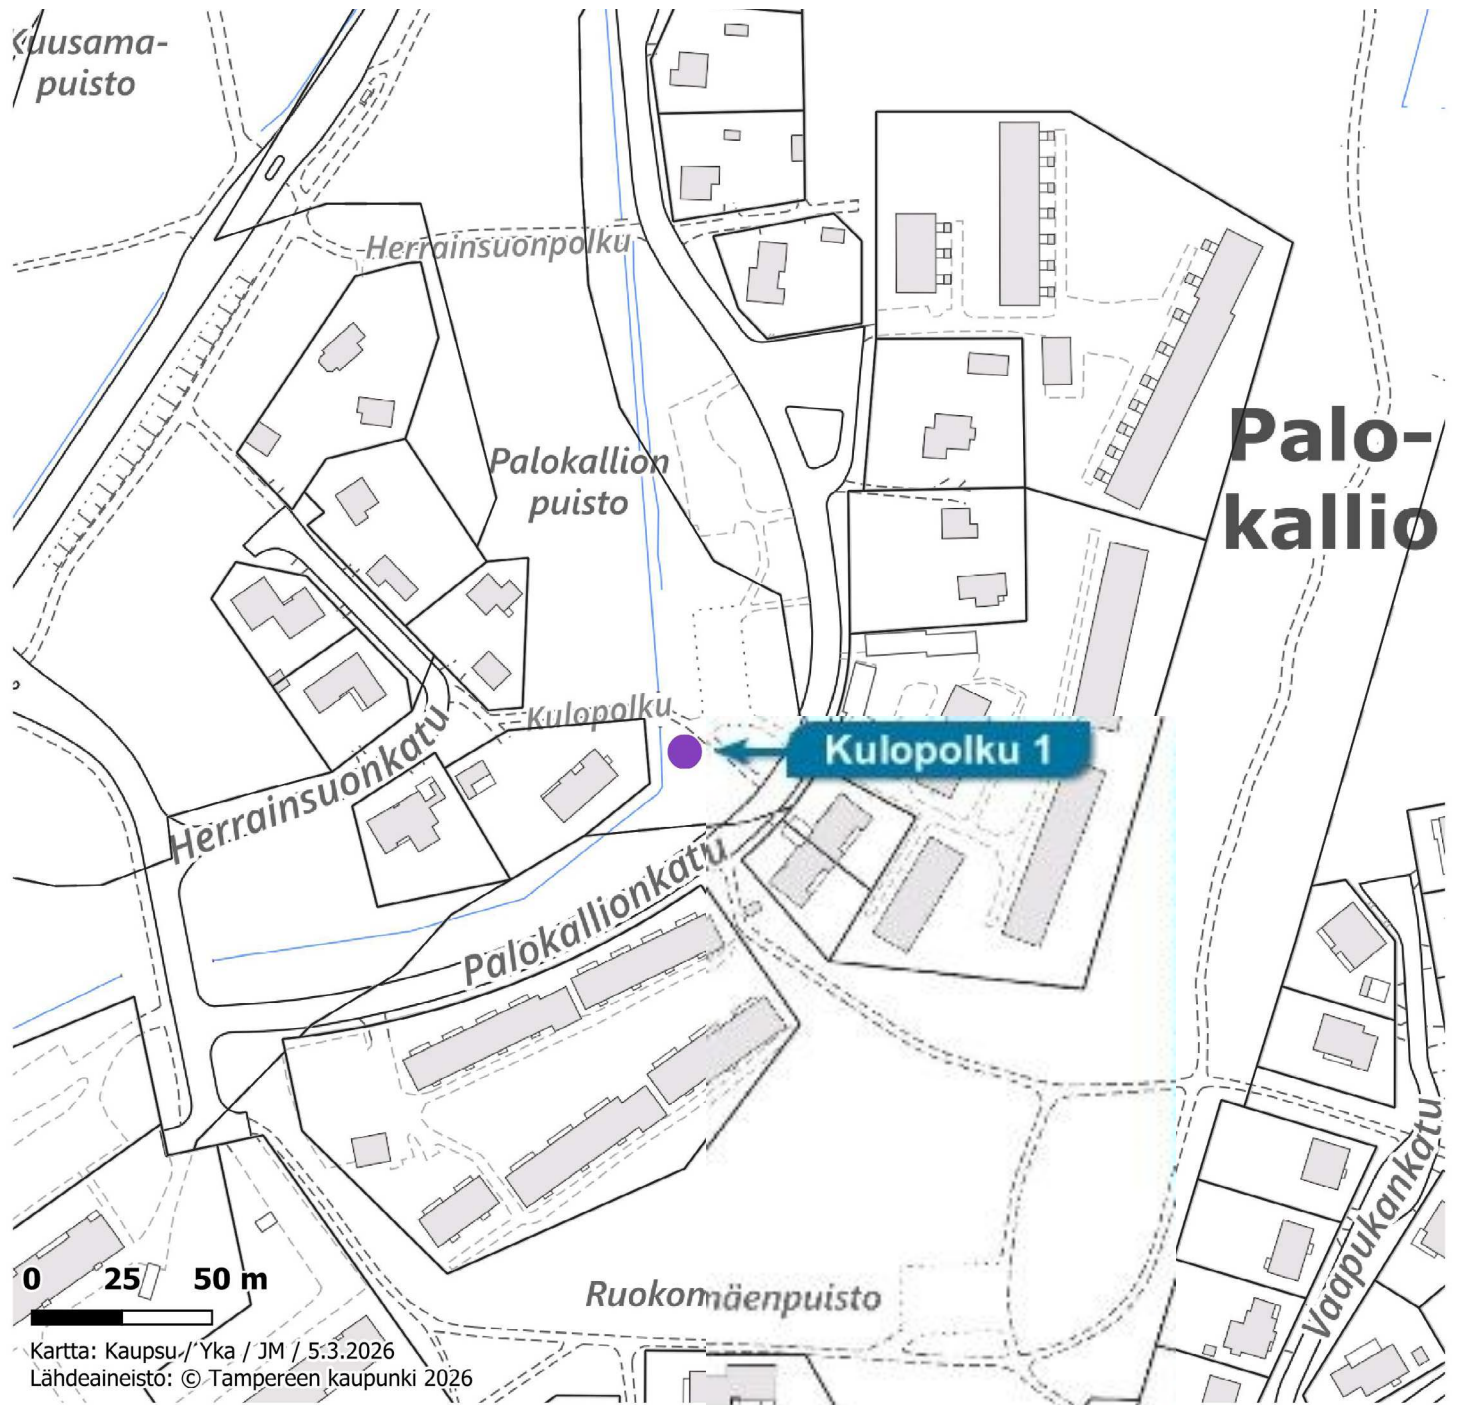 Kuusama-
puisto
Herrainsuonpolku
Palokallion
puisto
Palo-
kallio
Kulopolku
Kulopolku 1
Herrainsuonkatu
Palokallionkatu
Vaapukankatu
Ruokomäenpuisto
0 25 50 m
Kartta: Kaupsu / Yka / JM / 5.3.2026
Lähdeaineisto: © Tampereen kaupunki 2026